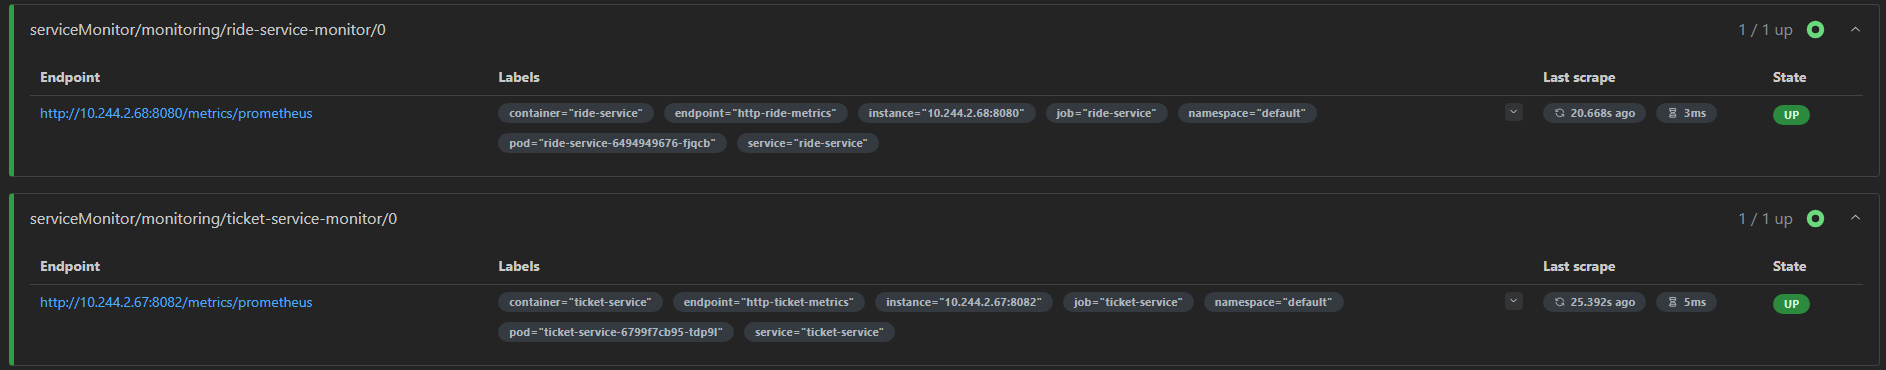 serviceMonitor/monitoring/ride-service-monitor/0 1 / 1 up
Endpoint Labels Last scrape State
http://10.244.2.68:8080/metrics/prometheus container="ride-service" endpoint="http-ride-metrics" instance="10.244.2.68:8080" job="ride-service" namespace="default" 20.668s ago 3ms UP
pod="ride-service-6494949676-fjqcb" service="ride-service"
serviceMonitor/monitoring/ticket-service-monitor/0 1 / 1 up
Endpoint Labels Last scrape State
http://10.244.2.67:8082/metrics/prometheus container="ticket-service" endpoint="http-ticket-metrics" instance="10.244.2.67:8082" job="ticket-service" namespace="default" 25.392s ago 5ms UP
pod="ticket-service-6799f7cb95-tdp9l" service="ticket-service"